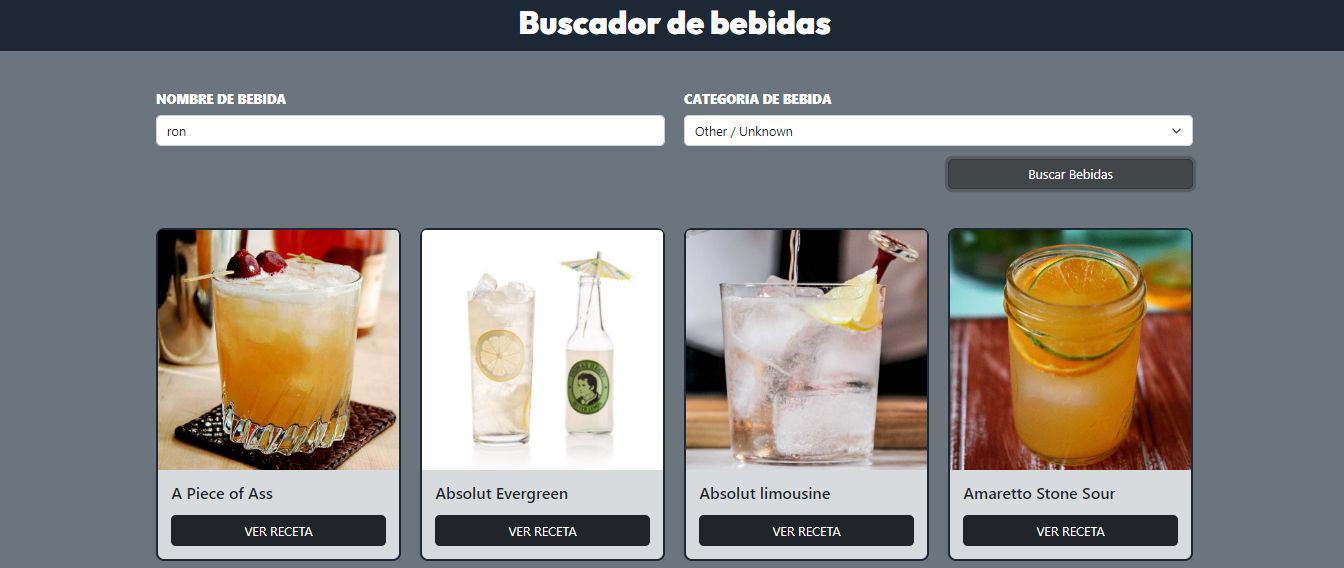 Buscador de bebidas
NOMBRE DE BEBIDA
CATEGORIA DE BEBIDA
ron
Other / Unknown
Buscar Bebidas
A Piece of Ass
Absolut Evergreen
Absolut limousine
Amaretto Stone Sour
VER RECETA
VER RECETA
VER RECETA
VER RECETA